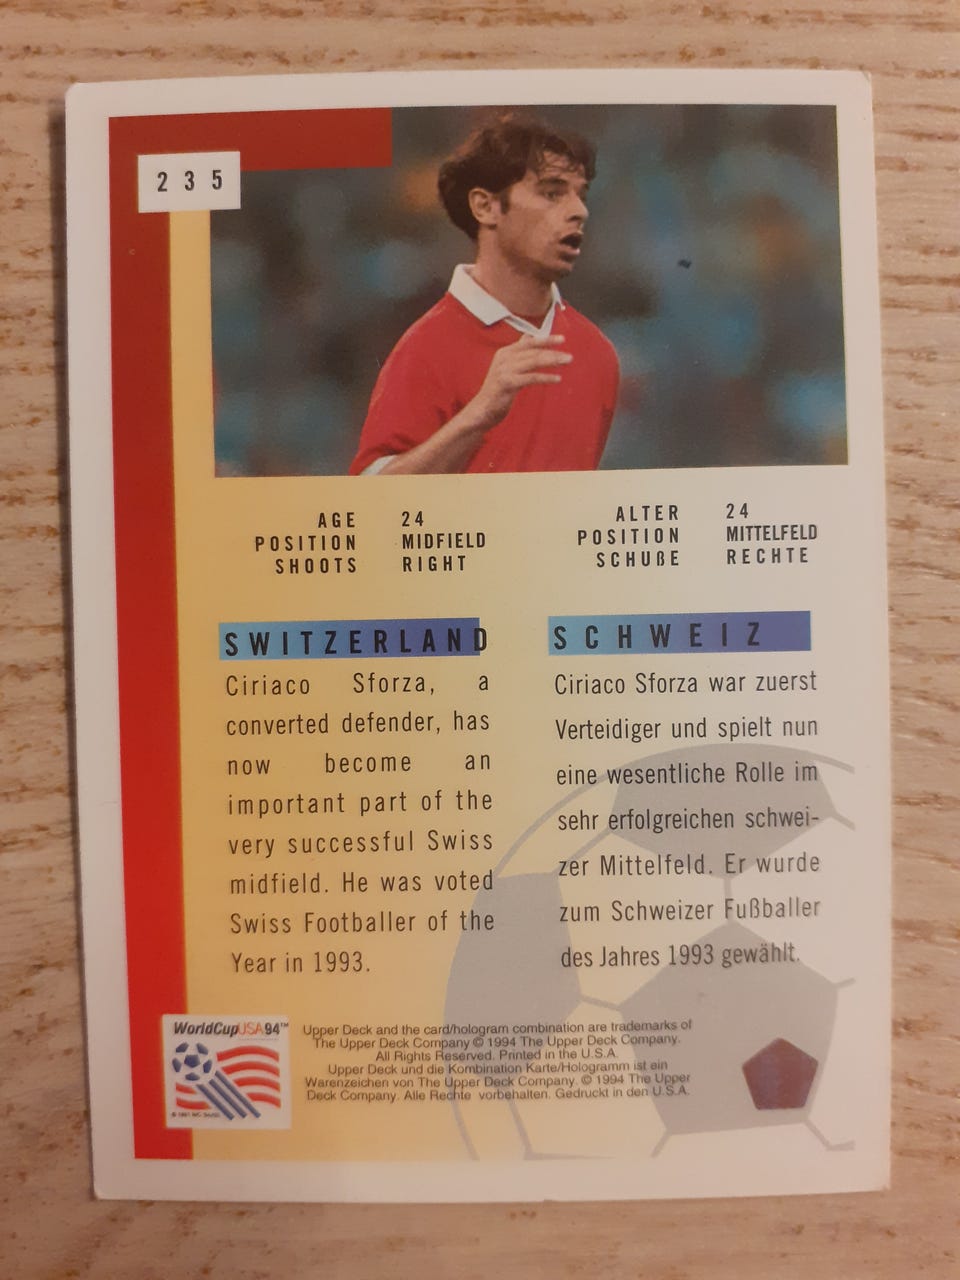 2 3 5
AGE 24
POSITION MIDFIELD
SHOOTS RIGHT
ALTER 24
POSITION MITTELFELD
SCHUßE RECHTE
SWITZERLAND
Ciriaco Sforza, a
converted defender, has
now become an
important part of the
very successful Swiss
midfield. He was voted
Swiss Footballer of the
Year in 1993.
SCHWEIZ
Ciriaco Sforza war zuerst
Verteidiger und spielt nun
eine wesentliche Rolle im
sehr erfolgreichen schwei-
zer Mittelfeld. Er wurde
zum Schweizer Fußballer
des Jahres 1993 gewählt.
WorldCupUSA94™
Upper Deck and the card/hologram combination are trademarks of
The Upper Deck Company © 1994 The Upper Deck Company.
All Rights Reserved. Printed in the U.S.A.
Upper Deck und die Kombination Karte/Hologramm ist ein
Warenzeichen von The Upper Deck Company. © 1994 The Upper
Deck Company. Alle Rechte vorbehalten. Gedruckt in den U.S.A.